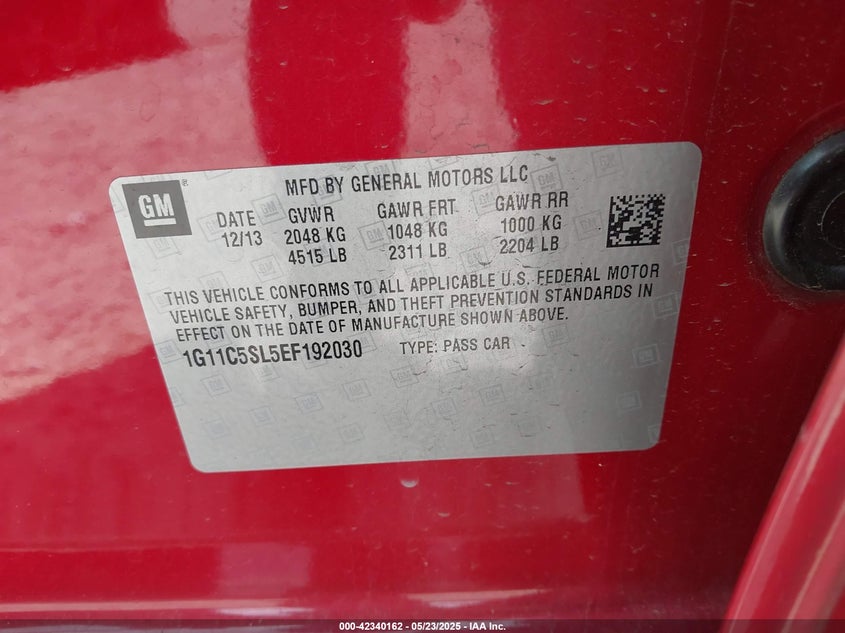 GM
MFD BY GENERAL MOTORS LLC
DATE GVWR GAWR FRT GAWR RR
12/13 2048 KG 1048 KG 1000 KG
4515 LB 2311 LB 2204 LB
THIS VEHICLE CONFORMS TO ALL APPLICABLE U.S. FEDERAL MOTOR
VEHICLE SAFETY, BUMPER, AND THEFT PREVENTION STANDARDS IN
EFFECT ON THE DATE OF MANUFACTURE SHOWN ABOVE.
1G11C5SL5EF192030 TYPE: PASS CAR
000-42340162 - 05/23/2025 - IAA Inc.